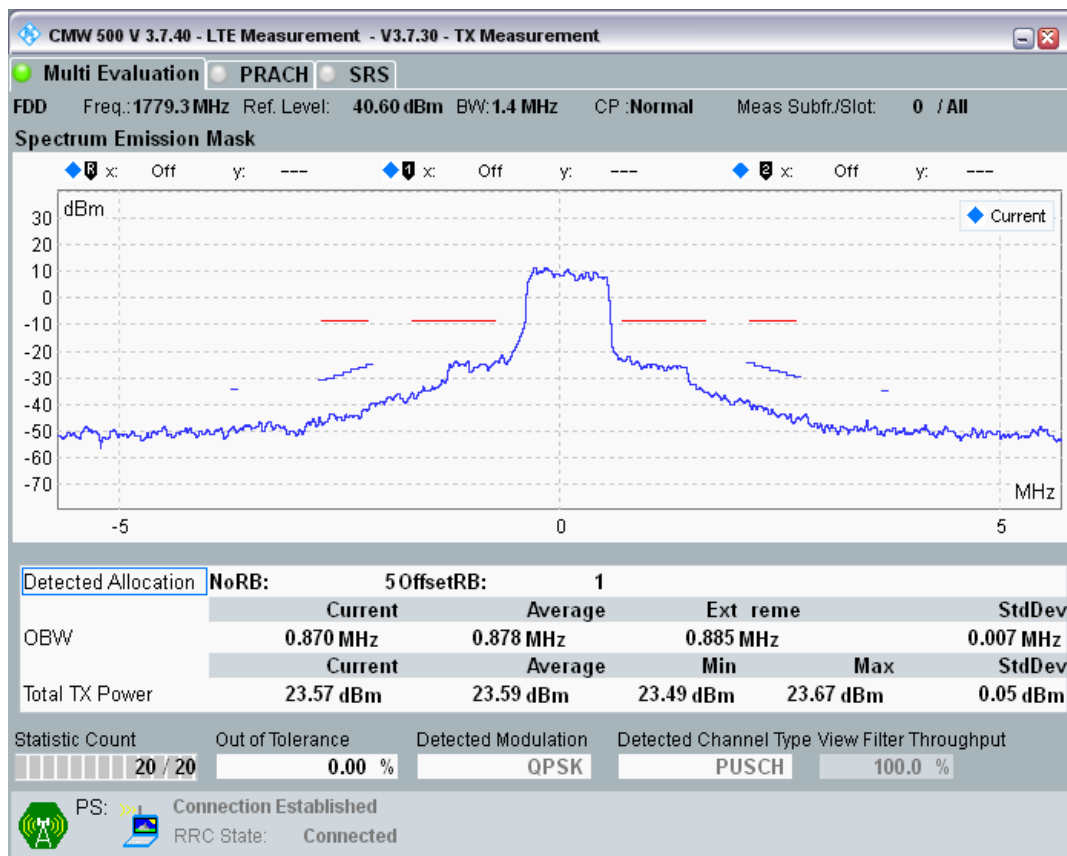 CMW 500 V 3.7.40 - LTE Measurement - V3.7.30 - TX Measurement
Multi Evaluation PRACH SRS
FDD Freq.:1779.3 MHz Ref. Level: 40.60 dBm BW:1.4 MHz CP :Normal Meas Subfr./Slot: 0 / All
Spectrum Emission Mask
R x: Off y: --- 1 x: Off y: --- 2 x: Off y: ---
dBm
Current
30
20
10
0
-10
-20
-30
-40
-50
-60
-70
MHz
-5 0 5
Detected Allocation NoRB: 5 OffsetRB: 1
Current Average Ext reme StdDev
OBW 0.870 MHz 0.878 MHz 0.885 MHz 0.007 MHz
Current Average Min Max StdDev
Total TX Power 23.57 dBm 23.59 dBm 23.49 dBm 23.67 dBm 0.05 dBm
Statistic Count Out of Tolerance Detected Modulation Detected Channel Type View Filter Throughput
20 / 20 0.00 % QPSK PUSCH 100.0 %
PS: Connection Established
RRC State: Connected